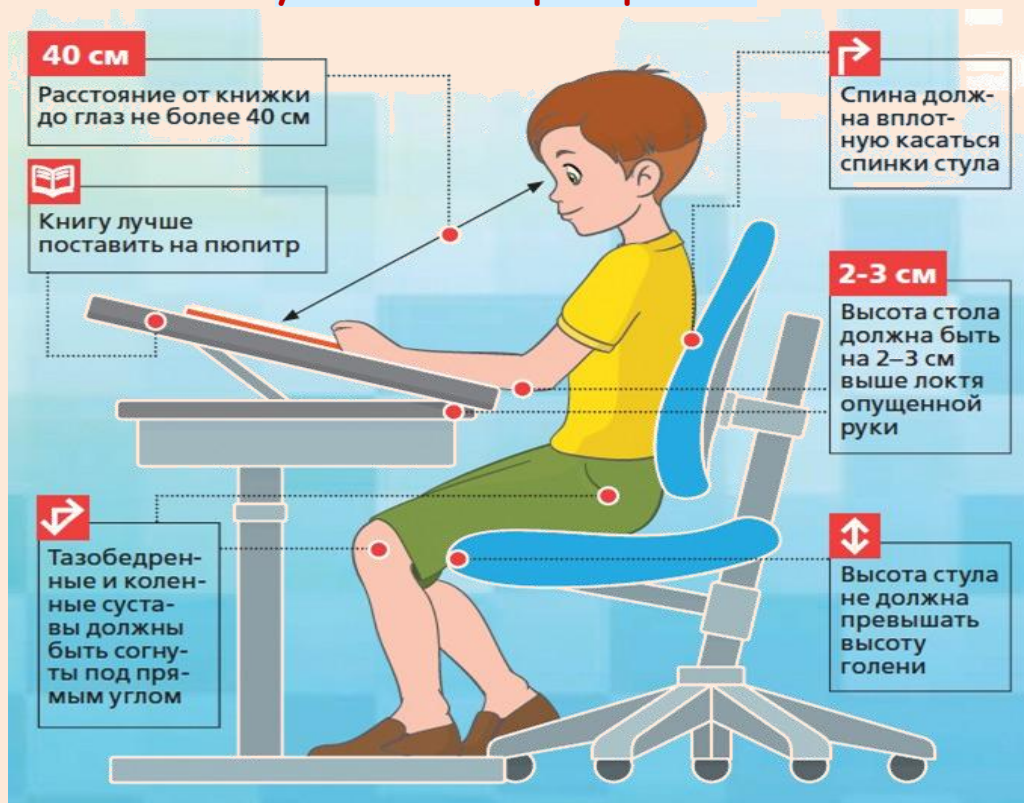 40 см
Расстояние от книжки
до глаз не более 40 см
Книгу лучше
поставить на пюпитр
Спина долж-
на вплот-
ную касаться
спинки стула
2-3 см
Высота стола
должна быть
на 2–3 см
выше локтя
опущенной
руки
Тазобедрен-
ные и колен-
ные суста-
вы должны
быть согну-
ты под пря-
мым углом
Высота стула
не должна
превышать
высоту
голени